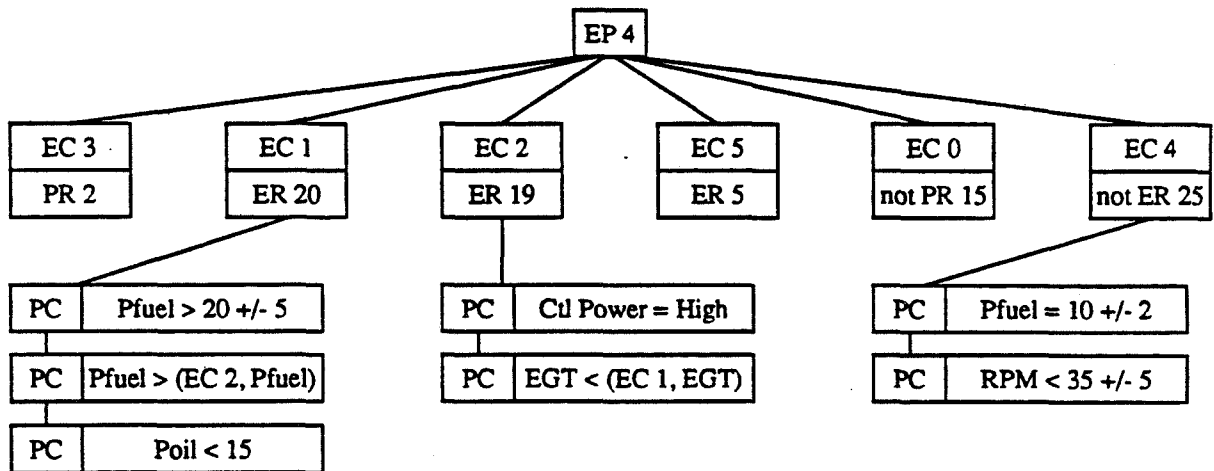 EP 4
EC 3
PR 2
EC 1
ER 20
EC 2
ER 19
EC 5
ER 5
EC 0
not PR 15
EC 4
not ER 25
PC Pfuel > 20 +/- 5
PC Pfuel > (EC 2, Pfuel)
PC Poil < 15
PC Ctl Power = High
PC EGT < (EC 1, EGT)
PC Pfuel = 10 +/- 2
PC RPM < 35 +/- 5